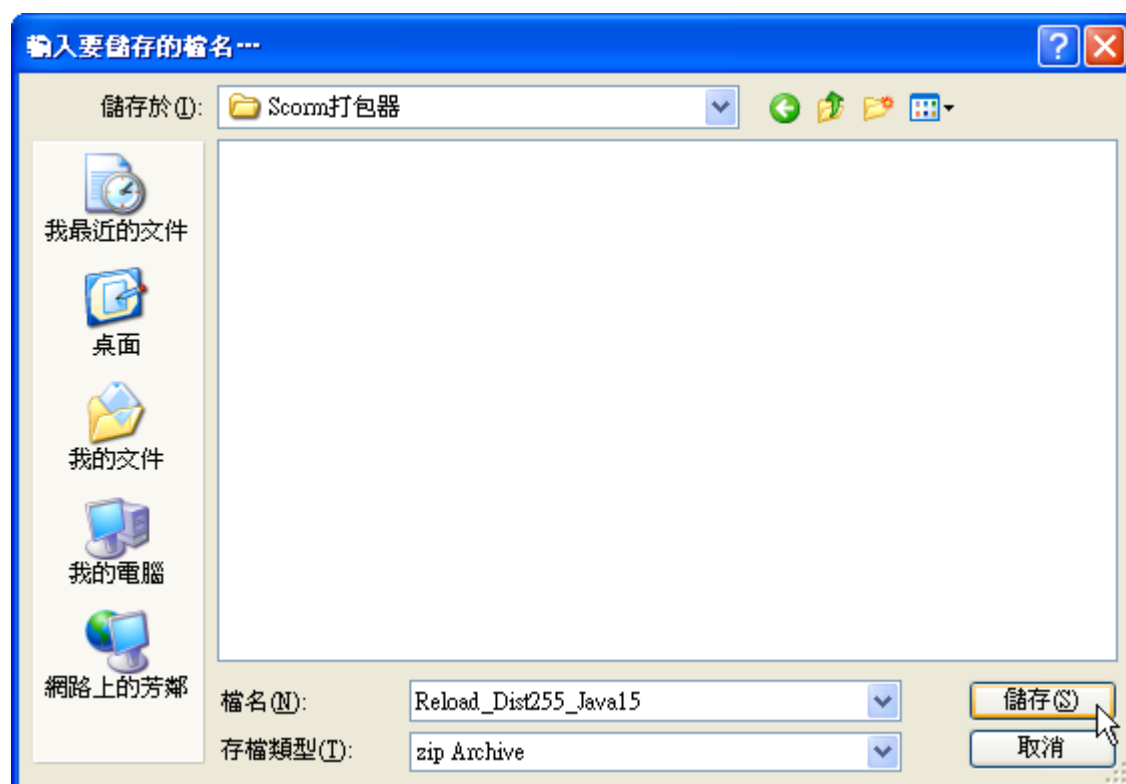 輸入要儲存的檔名…
儲存於(I): Scorm打包器
我最近的文件
桌面
我的文件
我的電腦
網路上的芳鄰
檔名(N): Reload_Dist255_Java15 儲存(S)
存檔類型(T): zip Archive 取消